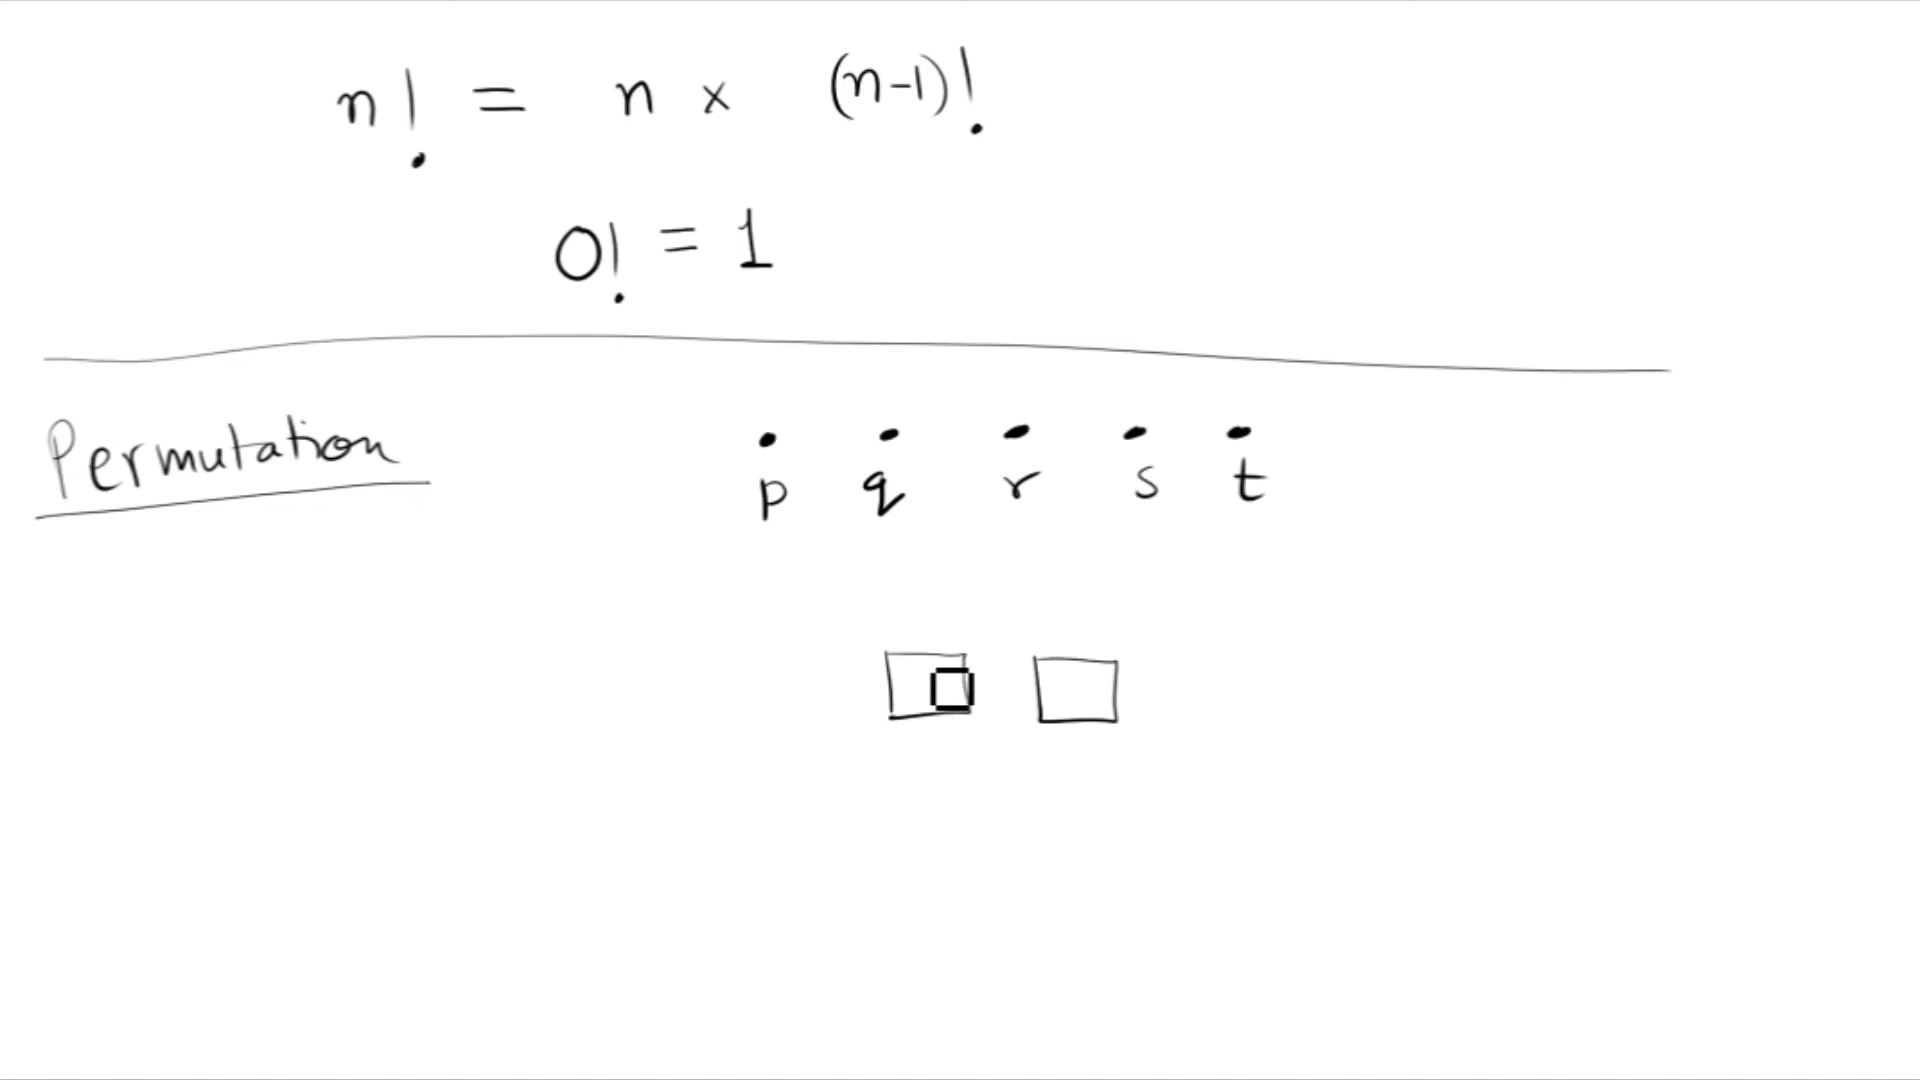 n! = n × (n-1)!
0! = 1
Permutation
p q r s t